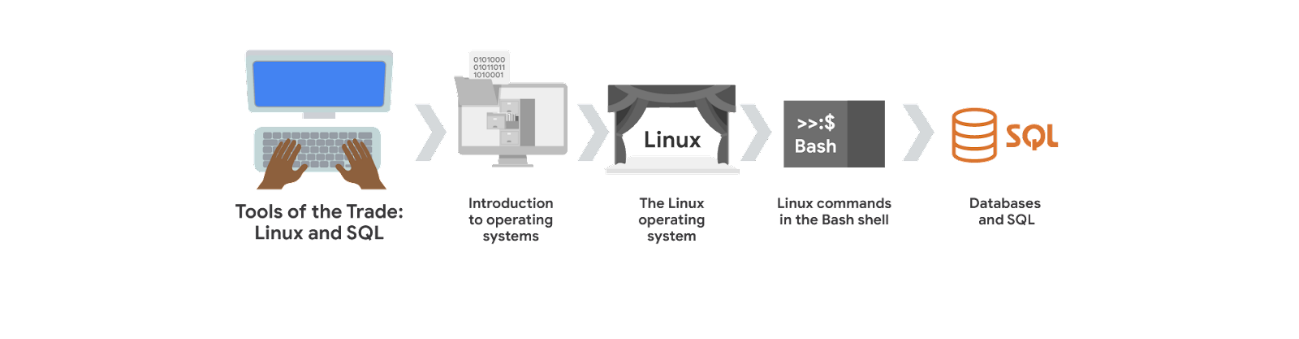 0101000
01011011
1010001
Linux
>>:$
Bash
SQL
Tools of the Trade:
Linux and SQL
Introduction
to operating
systems
The Linux
operating
system
Linux commands
in the Bash shell
Databases
and SQL